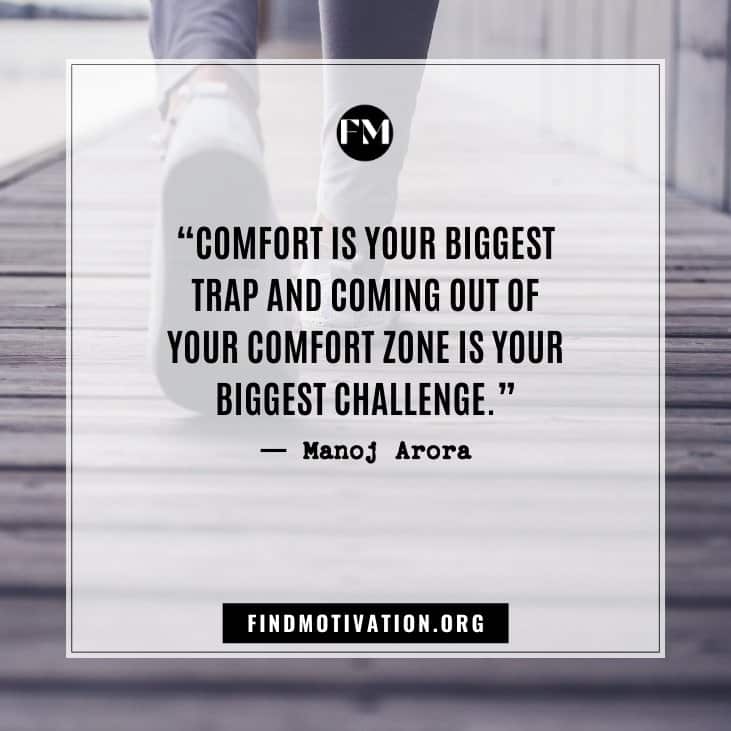 FM
“COMFORT IS YOUR BIGGEST
TRAP AND COMING OUT OF
YOUR COMFORT ZONE IS YOUR
BIGGEST CHALLENGE.”
— Manoj Arora
FINDMOTIVATION.ORG